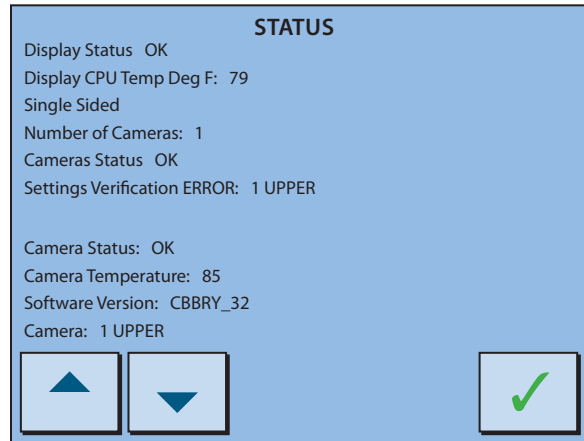 STATUS
Display Status OK
Display CPU Temp Deg F: 79
Single Sided
Number of Cameras: 1
Cameras Status OK
Settings Verification ERROR: 1 UPPER
Camera Status: OK
Camera Temperature: 85
Software Version: CBBRY_32
Camera: 1 UPPER